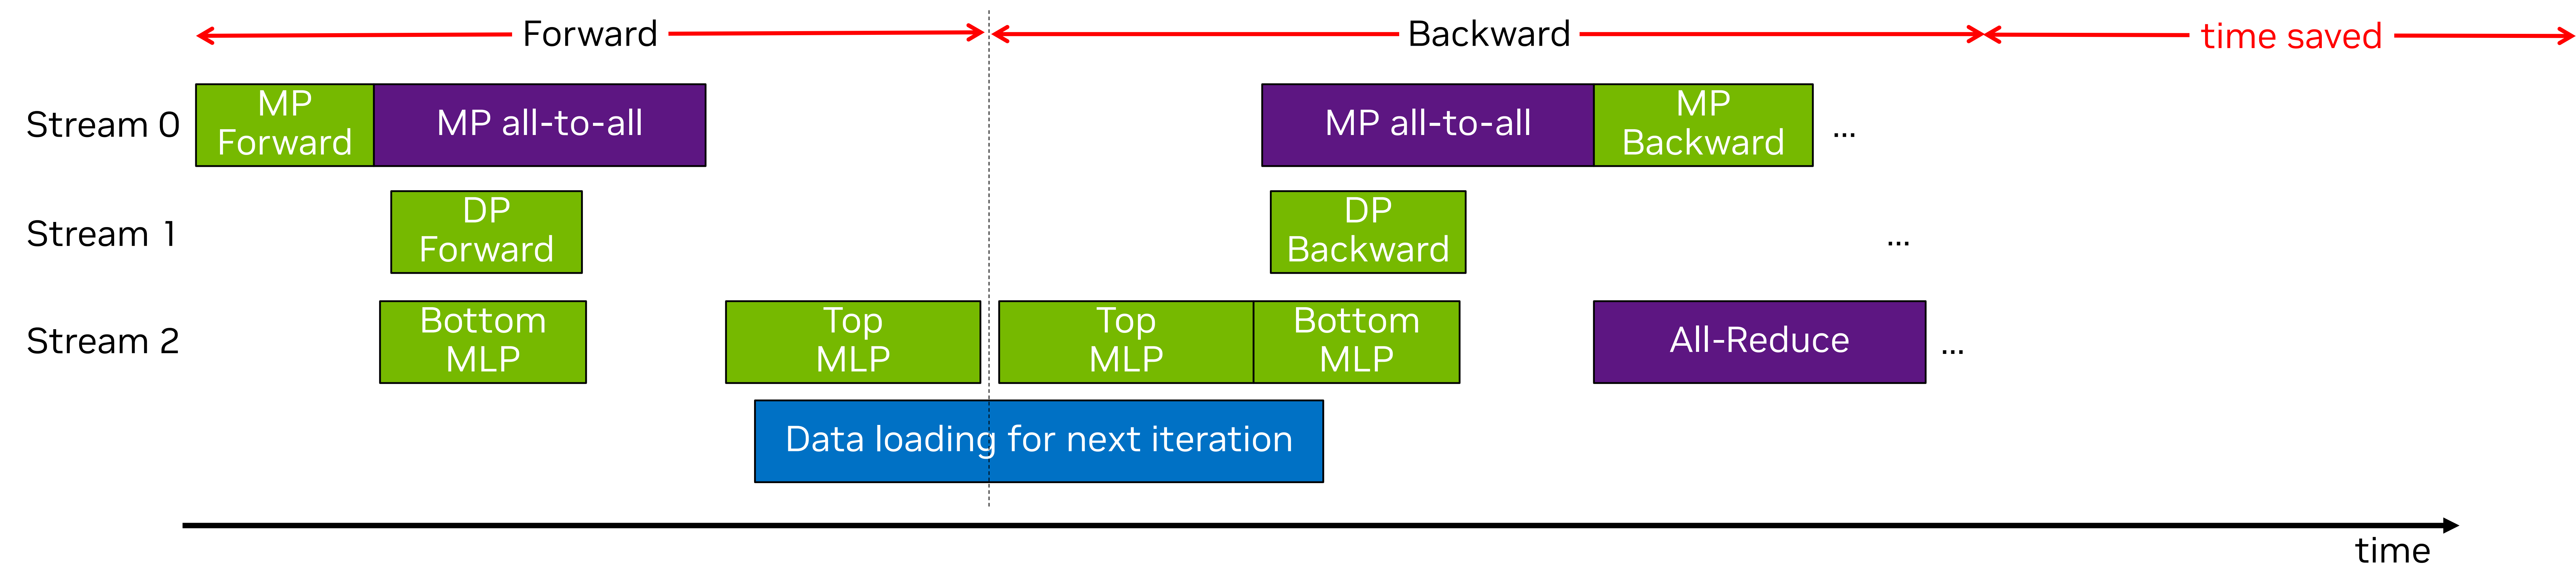 Forward
Backward
time saved
Stream 0
MP
Forward
MP all-to-all
MP all-to-all
MP
Backward
...
Stream 1
DP
Forward
DP
Backward
...
Stream 2
Bottom
MLP
Top
MLP
Top
MLP
Bottom
MLP
All-Reduce
...
Data loading for next iteration
time